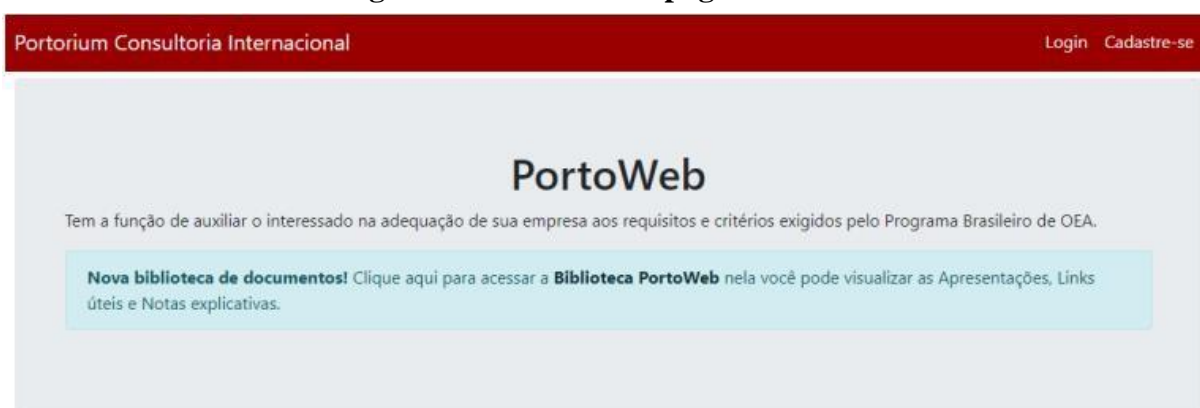 Portorium Consultoria Internacional
Login Cadastre-se
PortoWeb
Tem a função de auxiliar o interessado na adequação de sua empresa aos requisitos e critérios exigidos pelo Programa Brasileiro de OEA.
Nova biblioteca de documentos! Clique aqui para acessar a Biblioteca PortoWeb nela você pode visualizar as Apresentações, Links
úteis e Notas explicativas.